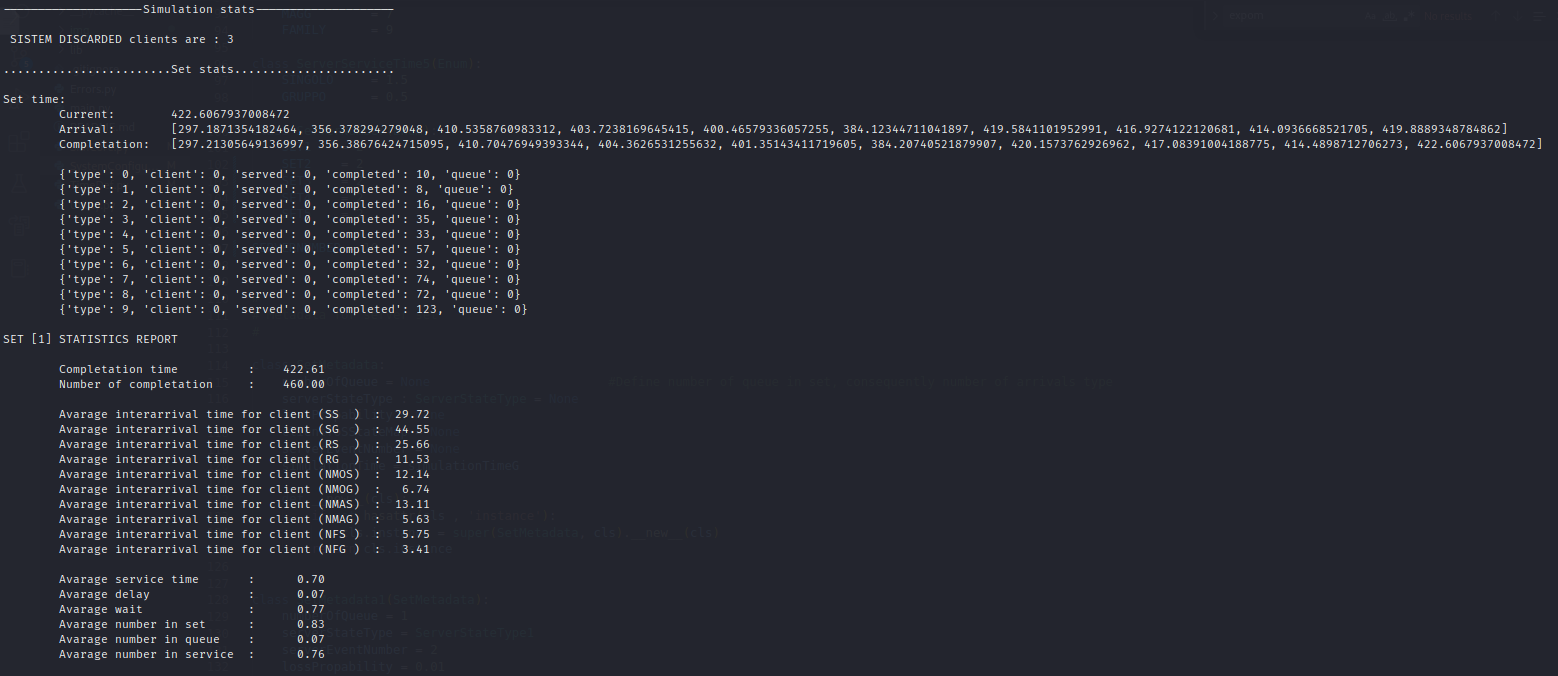 --------------------Simulation stats--------------------
SISTEM DISCARDED clients are : 3
........................Set stats.......................
Set time:
Current: 422.6067937008472
Arrival: [297.1871354182464, 356.378294279048, 410.5358760983312, 403.7238169645415, 400.46579336057255, 384.12344711041897, 419.5841101952991, 416.9274122120681, 414.0936668521705, 419.8889348784862]
Completion: [297.21305649136997, 356.38676424715095, 410.70476949393344, 404.3626531255632, 401.35143411719605, 384.20740521879907, 420.1573762926962, 417.08391004188775, 414.4898712706273, 422.6067937008472]
{'type': 0, 'client': 0, 'served': 0, 'completed': 10, 'queue': 0}
{'type': 1, 'client': 0, 'served': 0, 'completed': 8, 'queue': 0}
{'type': 2, 'client': 0, 'served': 0, 'completed': 16, 'queue': 0}
{'type': 3, 'client': 0, 'served': 0, 'completed': 35, 'queue': 0}
{'type': 4, 'client': 0, 'served': 0, 'completed': 33, 'queue': 0}
{'type': 5, 'client': 0, 'served': 0, 'completed': 57, 'queue': 0}
{'type': 6, 'client': 0, 'served': 0, 'completed': 32, 'queue': 0}
{'type': 7, 'client': 0, 'served': 0, 'completed': 74, 'queue': 0}
{'type': 8, 'client': 0, 'served': 0, 'completed': 72, 'queue': 0}
{'type': 9, 'client': 0, 'served': 0, 'completed': 123, 'queue': 0}
SET [1] STATISTICS REPORT
Completion time : 422.61
Number of completation : 460.00
Avarage interarrival time for client (SS ) : 29.72
Avarage interarrival time for client (SG ) : 44.55
Avarage interarrival time for client (RS ) : 25.66
Avarage interarrival time for client (RG ) : 11.53
Avarage interarrival time for client (NMOS) : 12.14
Avarage interarrival time for client (NMOG) : 6.74
Avarage interarrival time for client (NMAS) : 13.11
Avarage interarrival time for client (NMAG) : 5.63
Avarage interarrival time for client (NFS ) : 5.75
Avarage interarrival time for client (NFG ) : 3.41
Avarage service time : 0.70
Avarage delay : 0.07
Avarage wait : 0.77
Avarage number in set : 0.83
Avarage number in queue : 0.07
Avarage number in service : 0.76